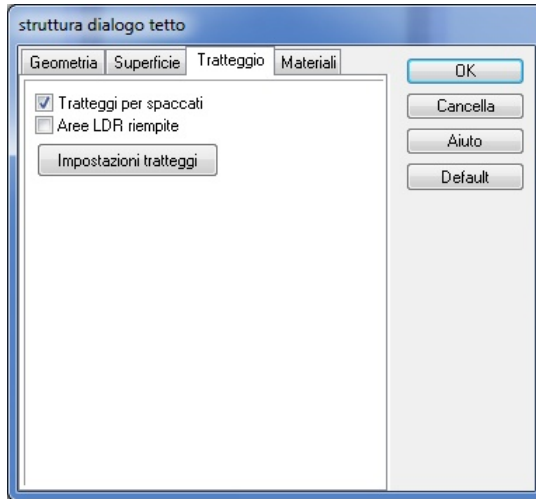 struttura dialogo tetto
Geometria Superficie Tratteggio Materiali
Tratteggi per spaccati
Aree LDR riempite
Impostazioni tratteggi
OK
Cancella
Aiuto
Default